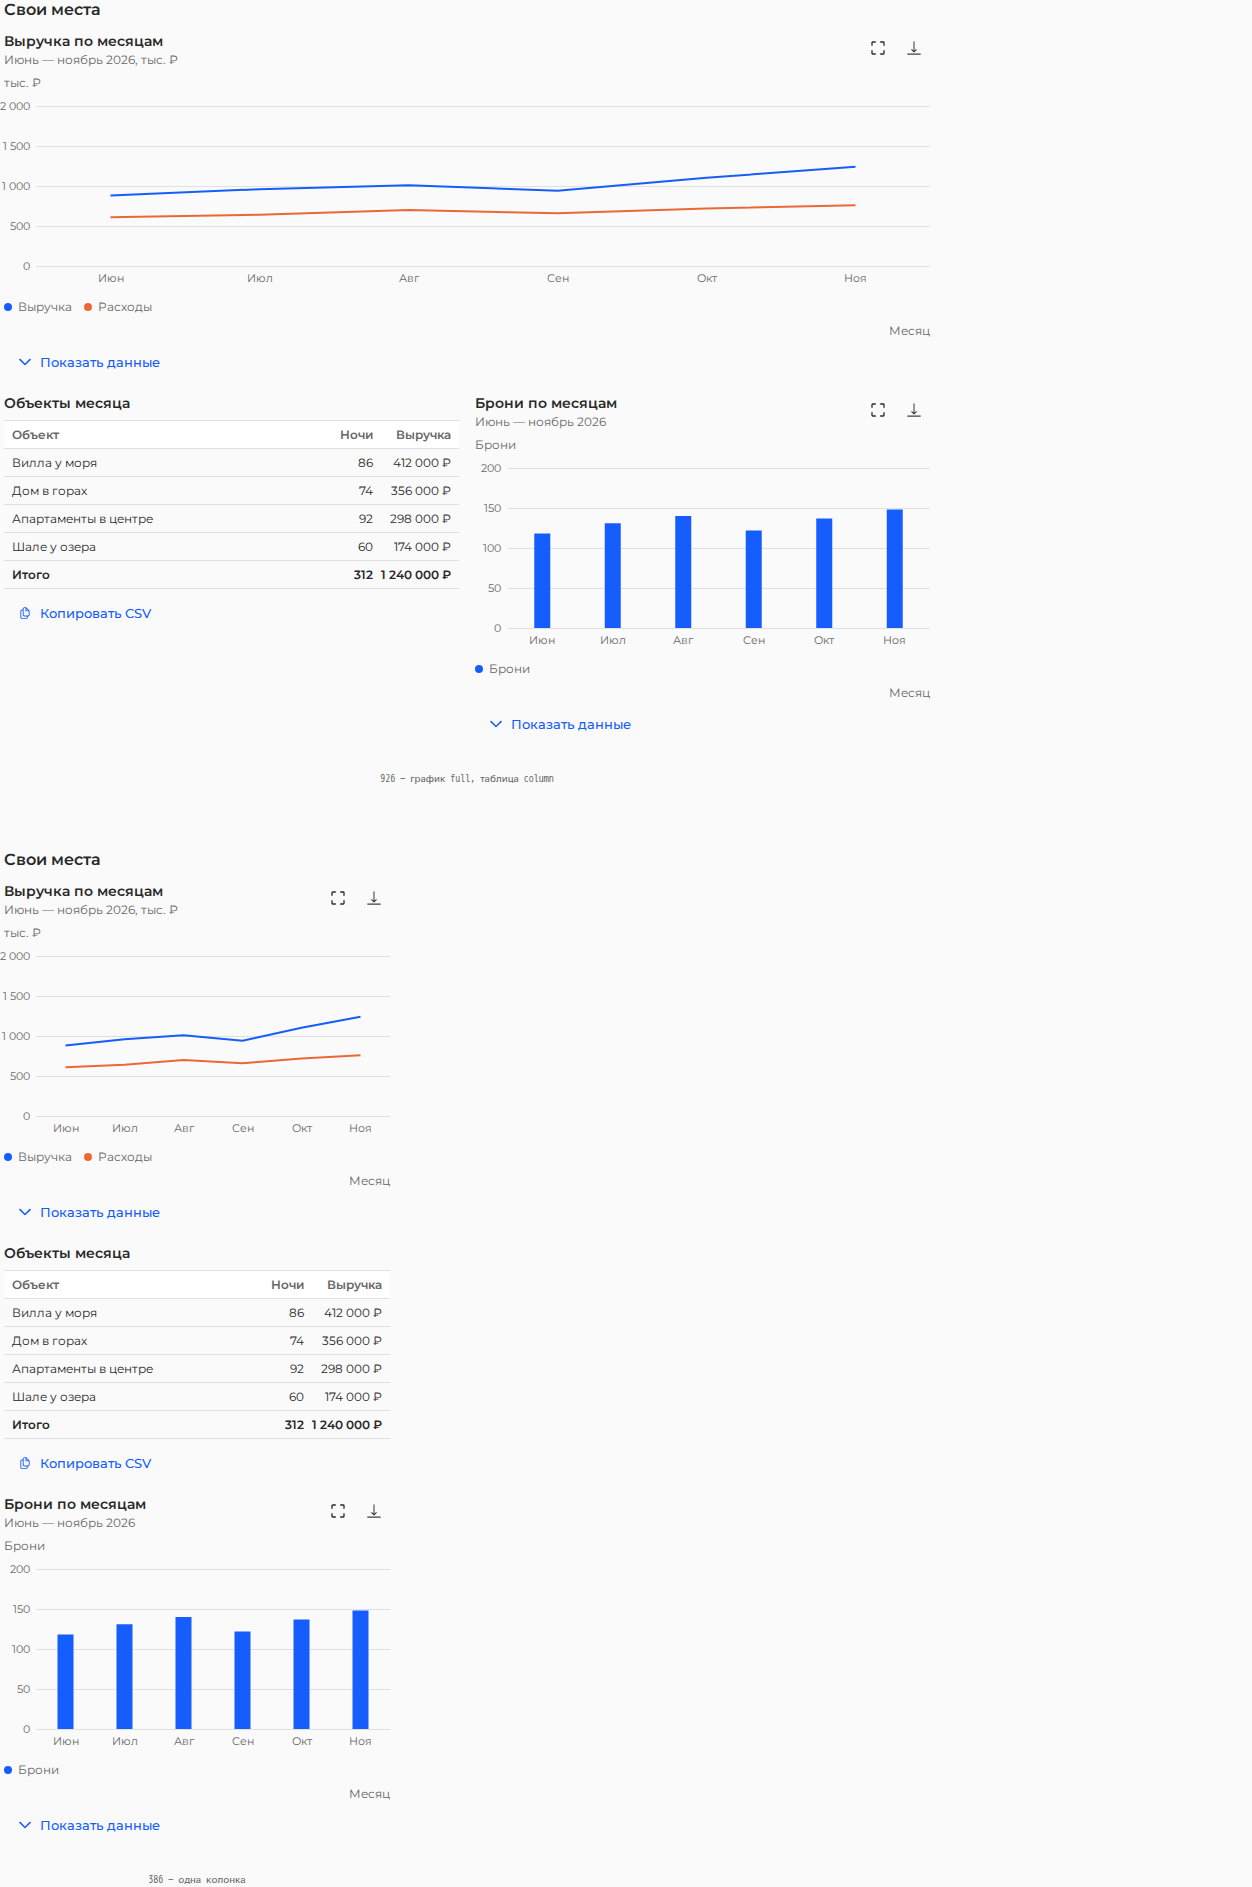 Свои места
Выручка по месяцам
Июнь — ноябрь 2026, тыс. ₽
тыс. ₽
2 000
1 500
1 000
500
0
Июн Июл Авг Сен Окт Ноя
Выручка Расходы
Месяц
Показать данные
Объекты месяца
Объект Ночи Выручка
Вилла у моря 86 412 000 ₽
Дом в горах 74 356 000 ₽
Апартаменты в центре 92 298 000 ₽
Шале у озера 60 174 000 ₽
Итого 312 1 240 000 ₽
Копировать CSV
Брони по месяцам
Июнь — ноябрь 2026
Брони
200
150
100
50
0
Июн Июл Авг Сен Окт Ноя
Брони
Месяц
Показать данные
926 — график full, таблица column
Свои места
Выручка по месяцам
Июнь — ноябрь 2026, тыс. ₽
тыс. ₽
2 000
1 500
1 000
500
0
Июн Июл Авг Сен Окт Ноя
Выручка Расходы
Месяц
Показать данные
Объекты месяца
Объект Ночи Выручка
Вилла у моря 86 412 000 ₽
Дом в горах 74 356 000 ₽
Апартаменты в центре 92 298 000 ₽
Шале у озера 60 174 000 ₽
Итого 312 1 240 000 ₽
Копировать CSV
Брони по месяцам
Июнь — ноябрь 2026
Брони
200
150
100
50
0
Июн Июл Авг Сен Окт Ноя
Брони
Месяц
Показать данные
386 — одна колонка